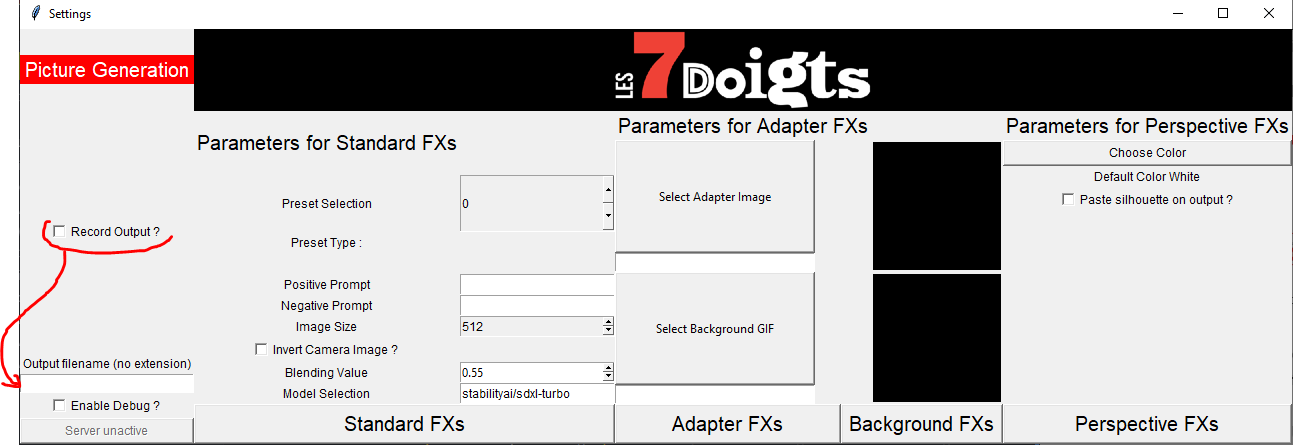 Settings
Picture Generation
LES 7 Doigts
Parameters for Standard FXs
Parameters for Adapter FXs
Parameters for Perspective FXs
Choose Color
Default Color White
Paste silhouette on output ?
Select Adapter Image
Preset Selection 0
Record Output ?
Preset Type :
Positive Prompt
Negative Prompt
Image Size 512
Select Background GIF
Invert Camera Image ?
Output filename (no extension)
Blending Value 0.55
Model Selection stabilityai/sdxl-turbo
Enable Debug ?
Server unactive
Standard FXs
Adapter FXs
Background FXs
Perspective FXs